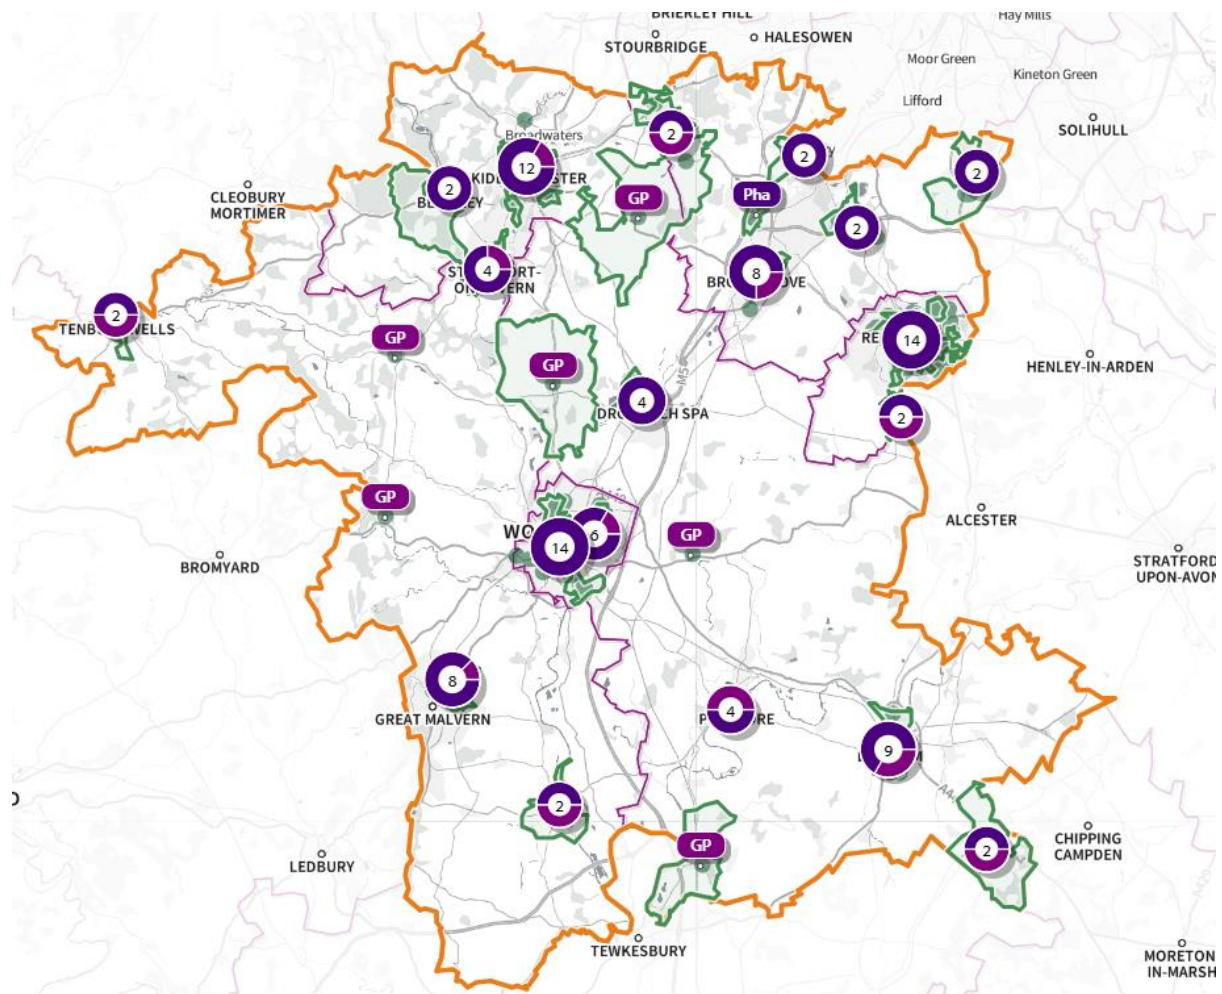 BRIERLEY HILL
Hay Mills
STOURBRIDGE
HALESOWEN
Moor Green
Kineton Green
Lifford
SOLIHULL
Broadwaters
2
2
12
2
2
CLEOBURY
MORTIMER
GP
Pha
2
4
8
2
TENB WELLS
GP
RE
14
GP
HENLEY-IN-ARDEN
4
2
GP
WO
14
6
GP
ALCESTER
BROMYARD
STRATFORD
UPON-AVON
8
GREAT MALVERN
4
9
2
GP
2
CHIPPING
CAMPDEN
LEDBURY
TEWKESBURY
MORETON
IN-MARSH